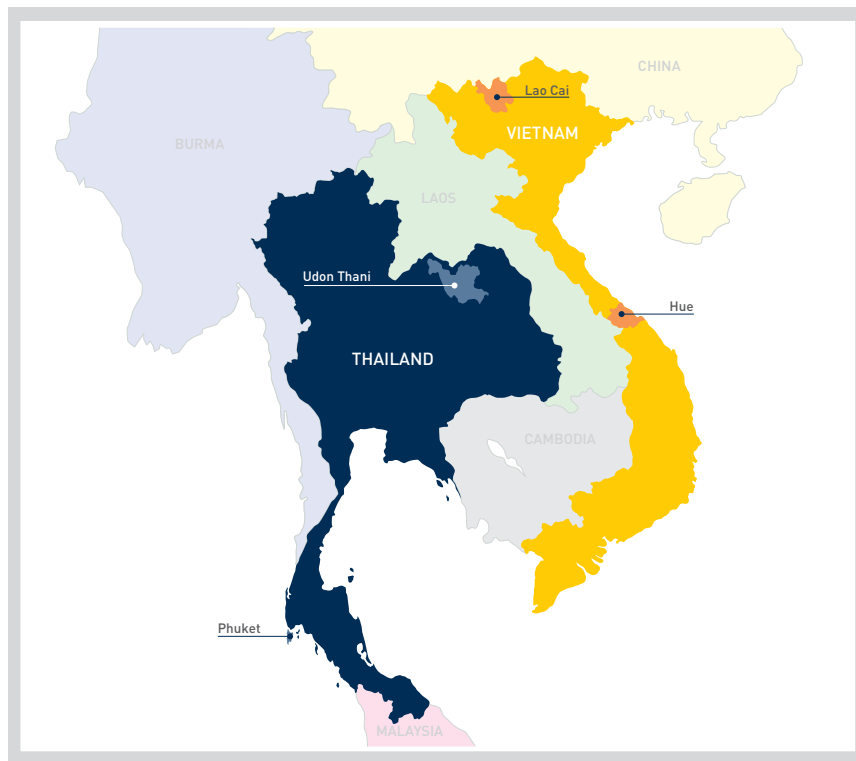 CHINA
Lao Cai
VIETNAM
BURMA
LAOS
Udon Thani
Hue
THAILAND
CAMBODIA
Phuket
MALAYSIA